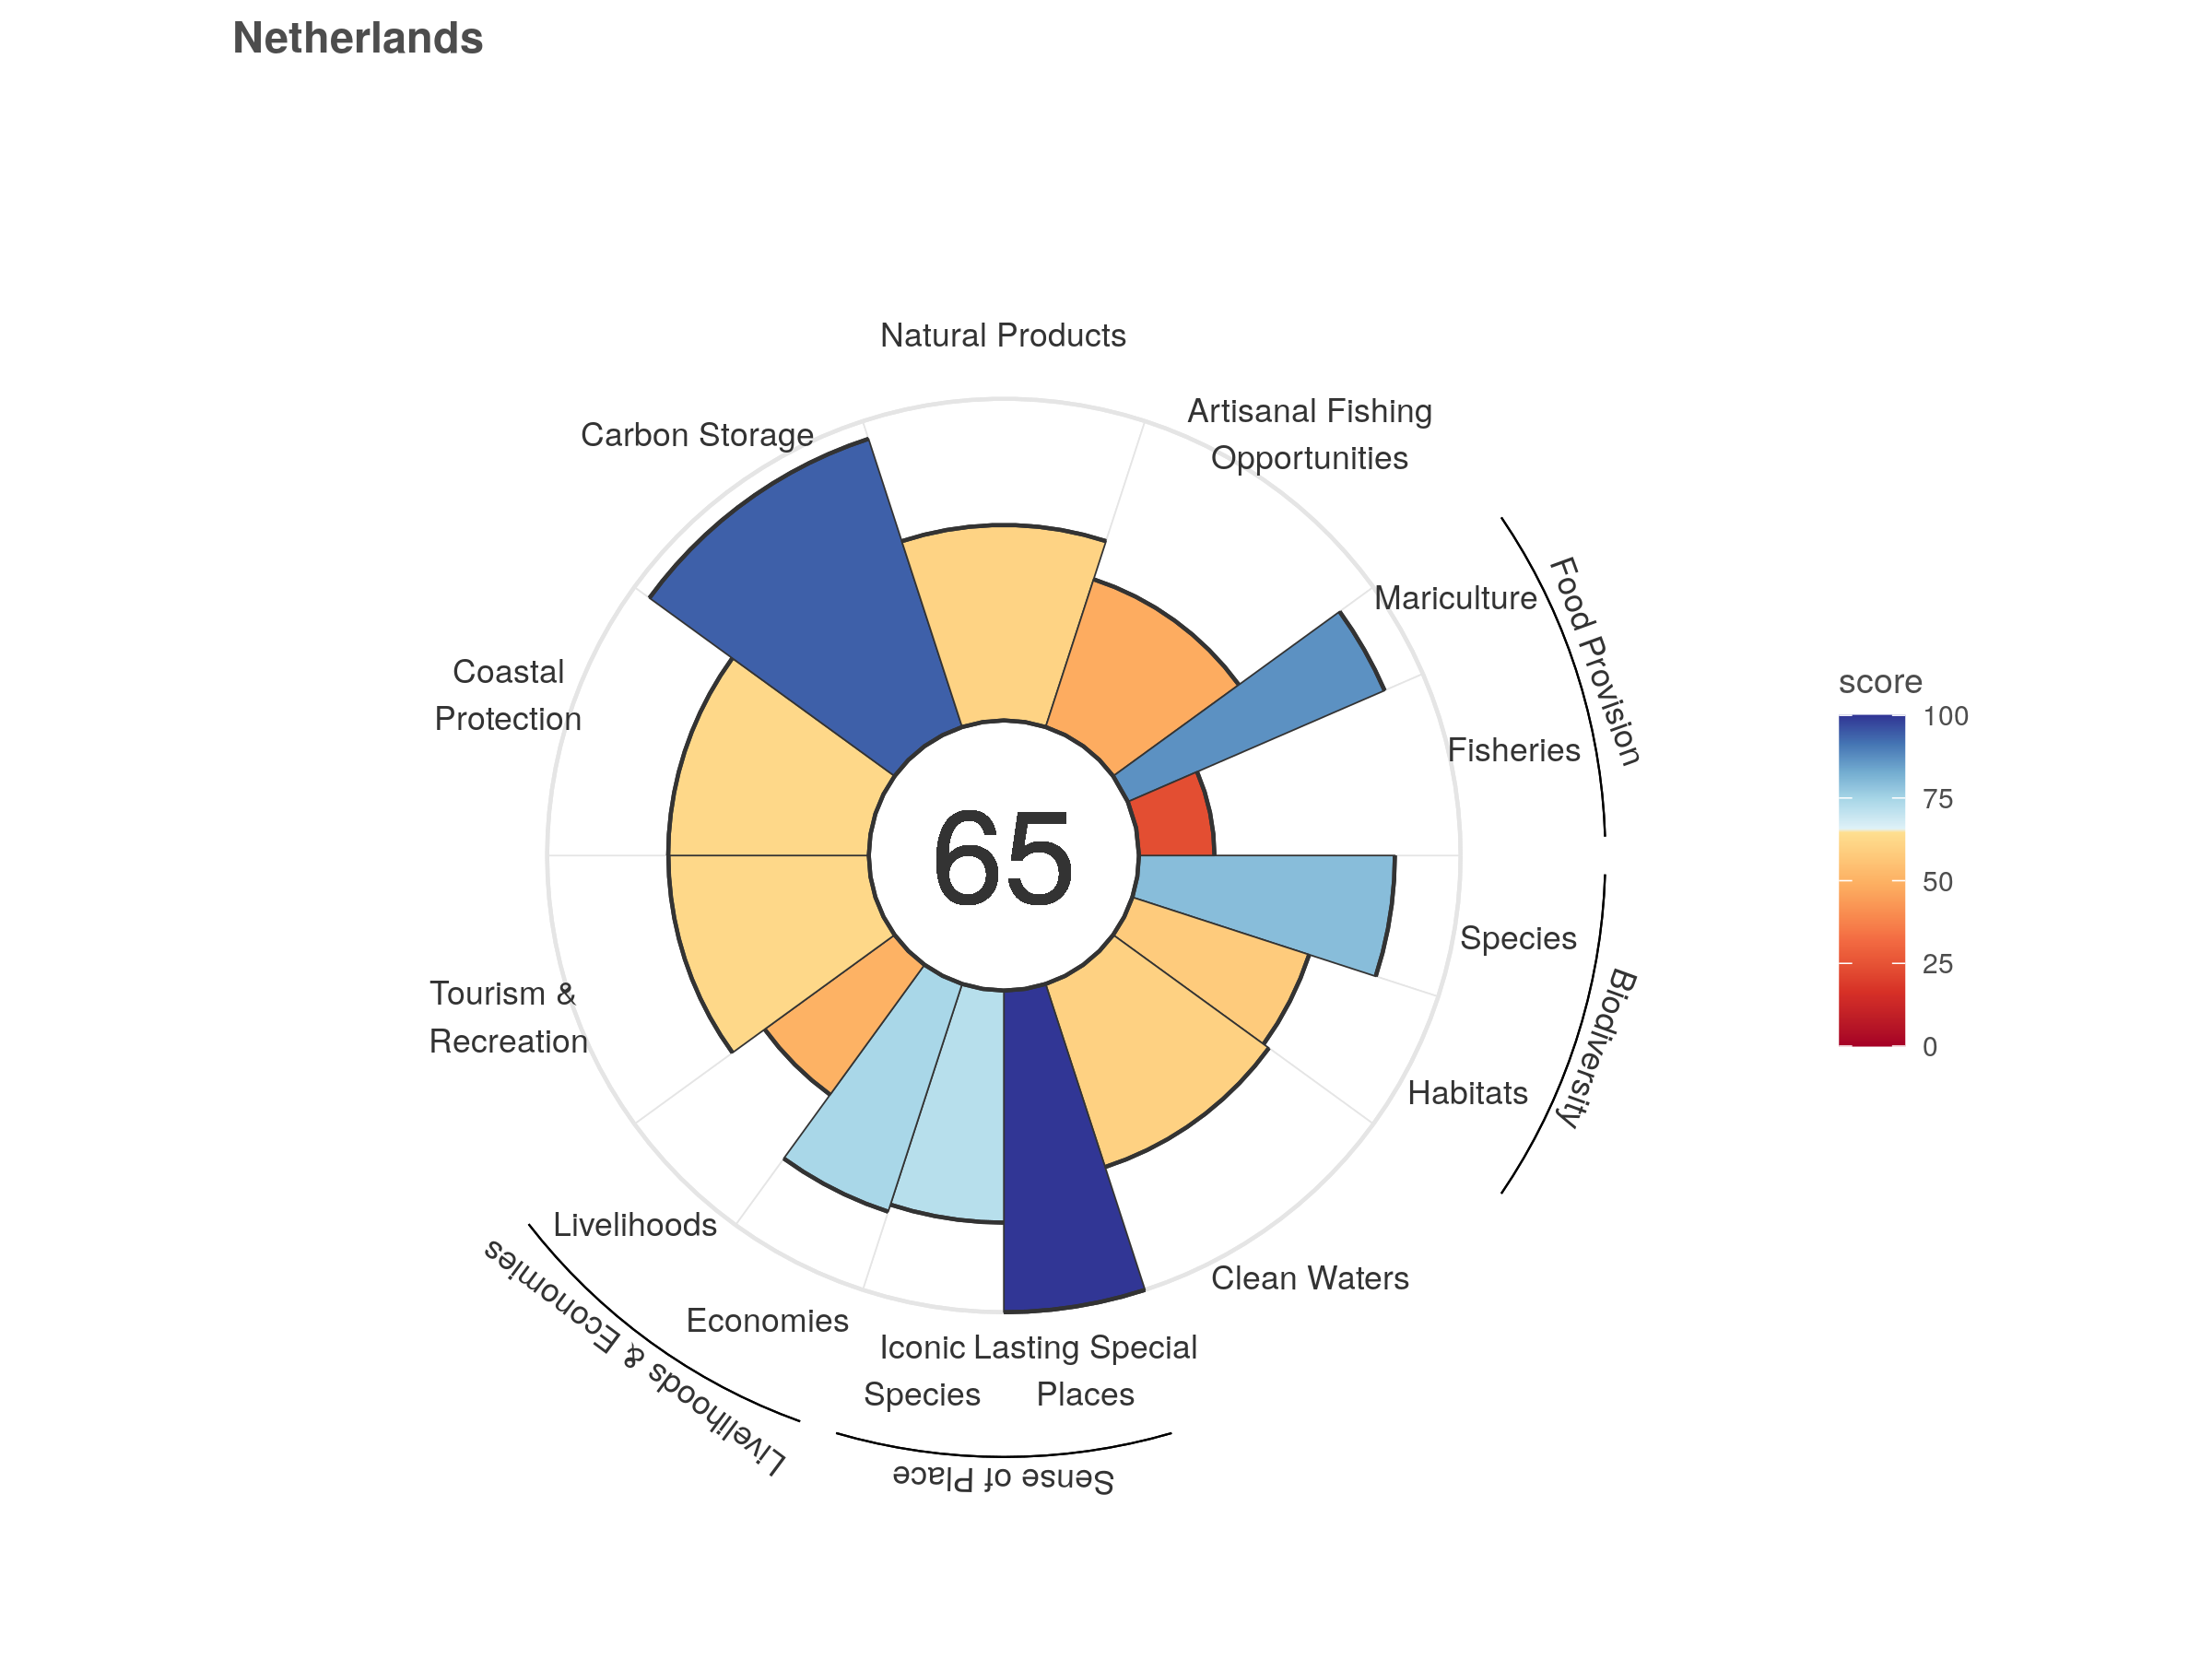 Netherlands
Natural Products
Artisanal Fishing
Opportunities
Carbon Storage
Mariculture
Food Provision
Fisheries
Coastal
Protection
65
Species
Biodiversity
Habitats
Tourism &
Recreation
Clean Waters
Livelihoods
Livelihoods & Economies
Economies
Iconic
Species
Lasting Special
Places
Sense of Place
score
100
75
50
25
0